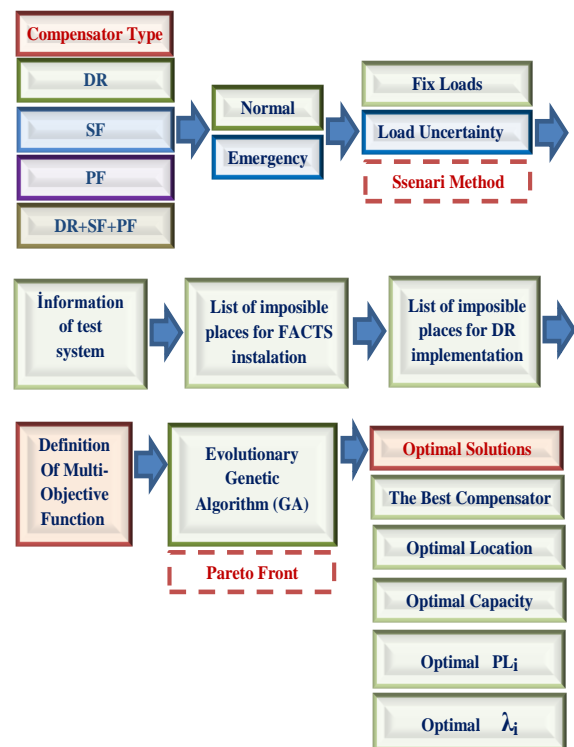 Compensator Type
DR
SF
PF
DR+SF+PF
Normal
Emergency
Fix Loads
Load Uncertainty
Ssenari Method
İnformation
of test
system
List of imposible
places for FACTS
instalation
List of imposible
places for DR
implementation
Definition
Of Multi-
Objective
Function
Evolutionary
Genetic
Algorithm (GA)
Pareto Front
Optimal Solutions
The Best Compensator
Optimal Location
Optimal Capacity
Optimal PLi
Optimal λi